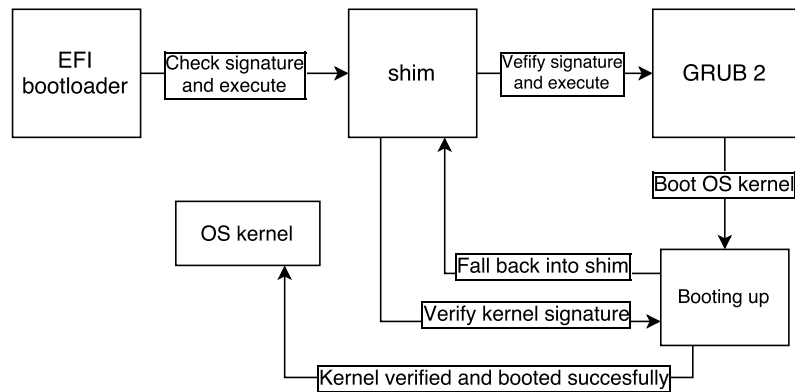 EFI
bootloader
Check signature
and execute
shim
Vefify signature
and execute
GRUB 2
Boot OS kernel
OS kernel
Fall back into shim
Booting up
Verify kernel signature
Kernel verified and booted succesfully